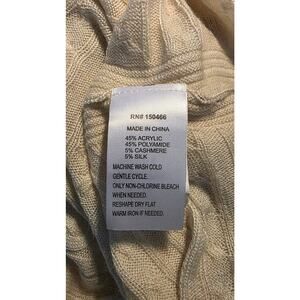 RN# 150466
MADE IN CHINA
45% ACRYLIC
45% POLYAMIDE
5% CASHMERE
5% SILK
MACHINE WASH COLD
GENTLE CYCLE.
ONLY NON-CHLORINE BLEACH
WHEN NEEDED.
RESHAPE DRY FLAT
WARM IRON IF NEEDED.